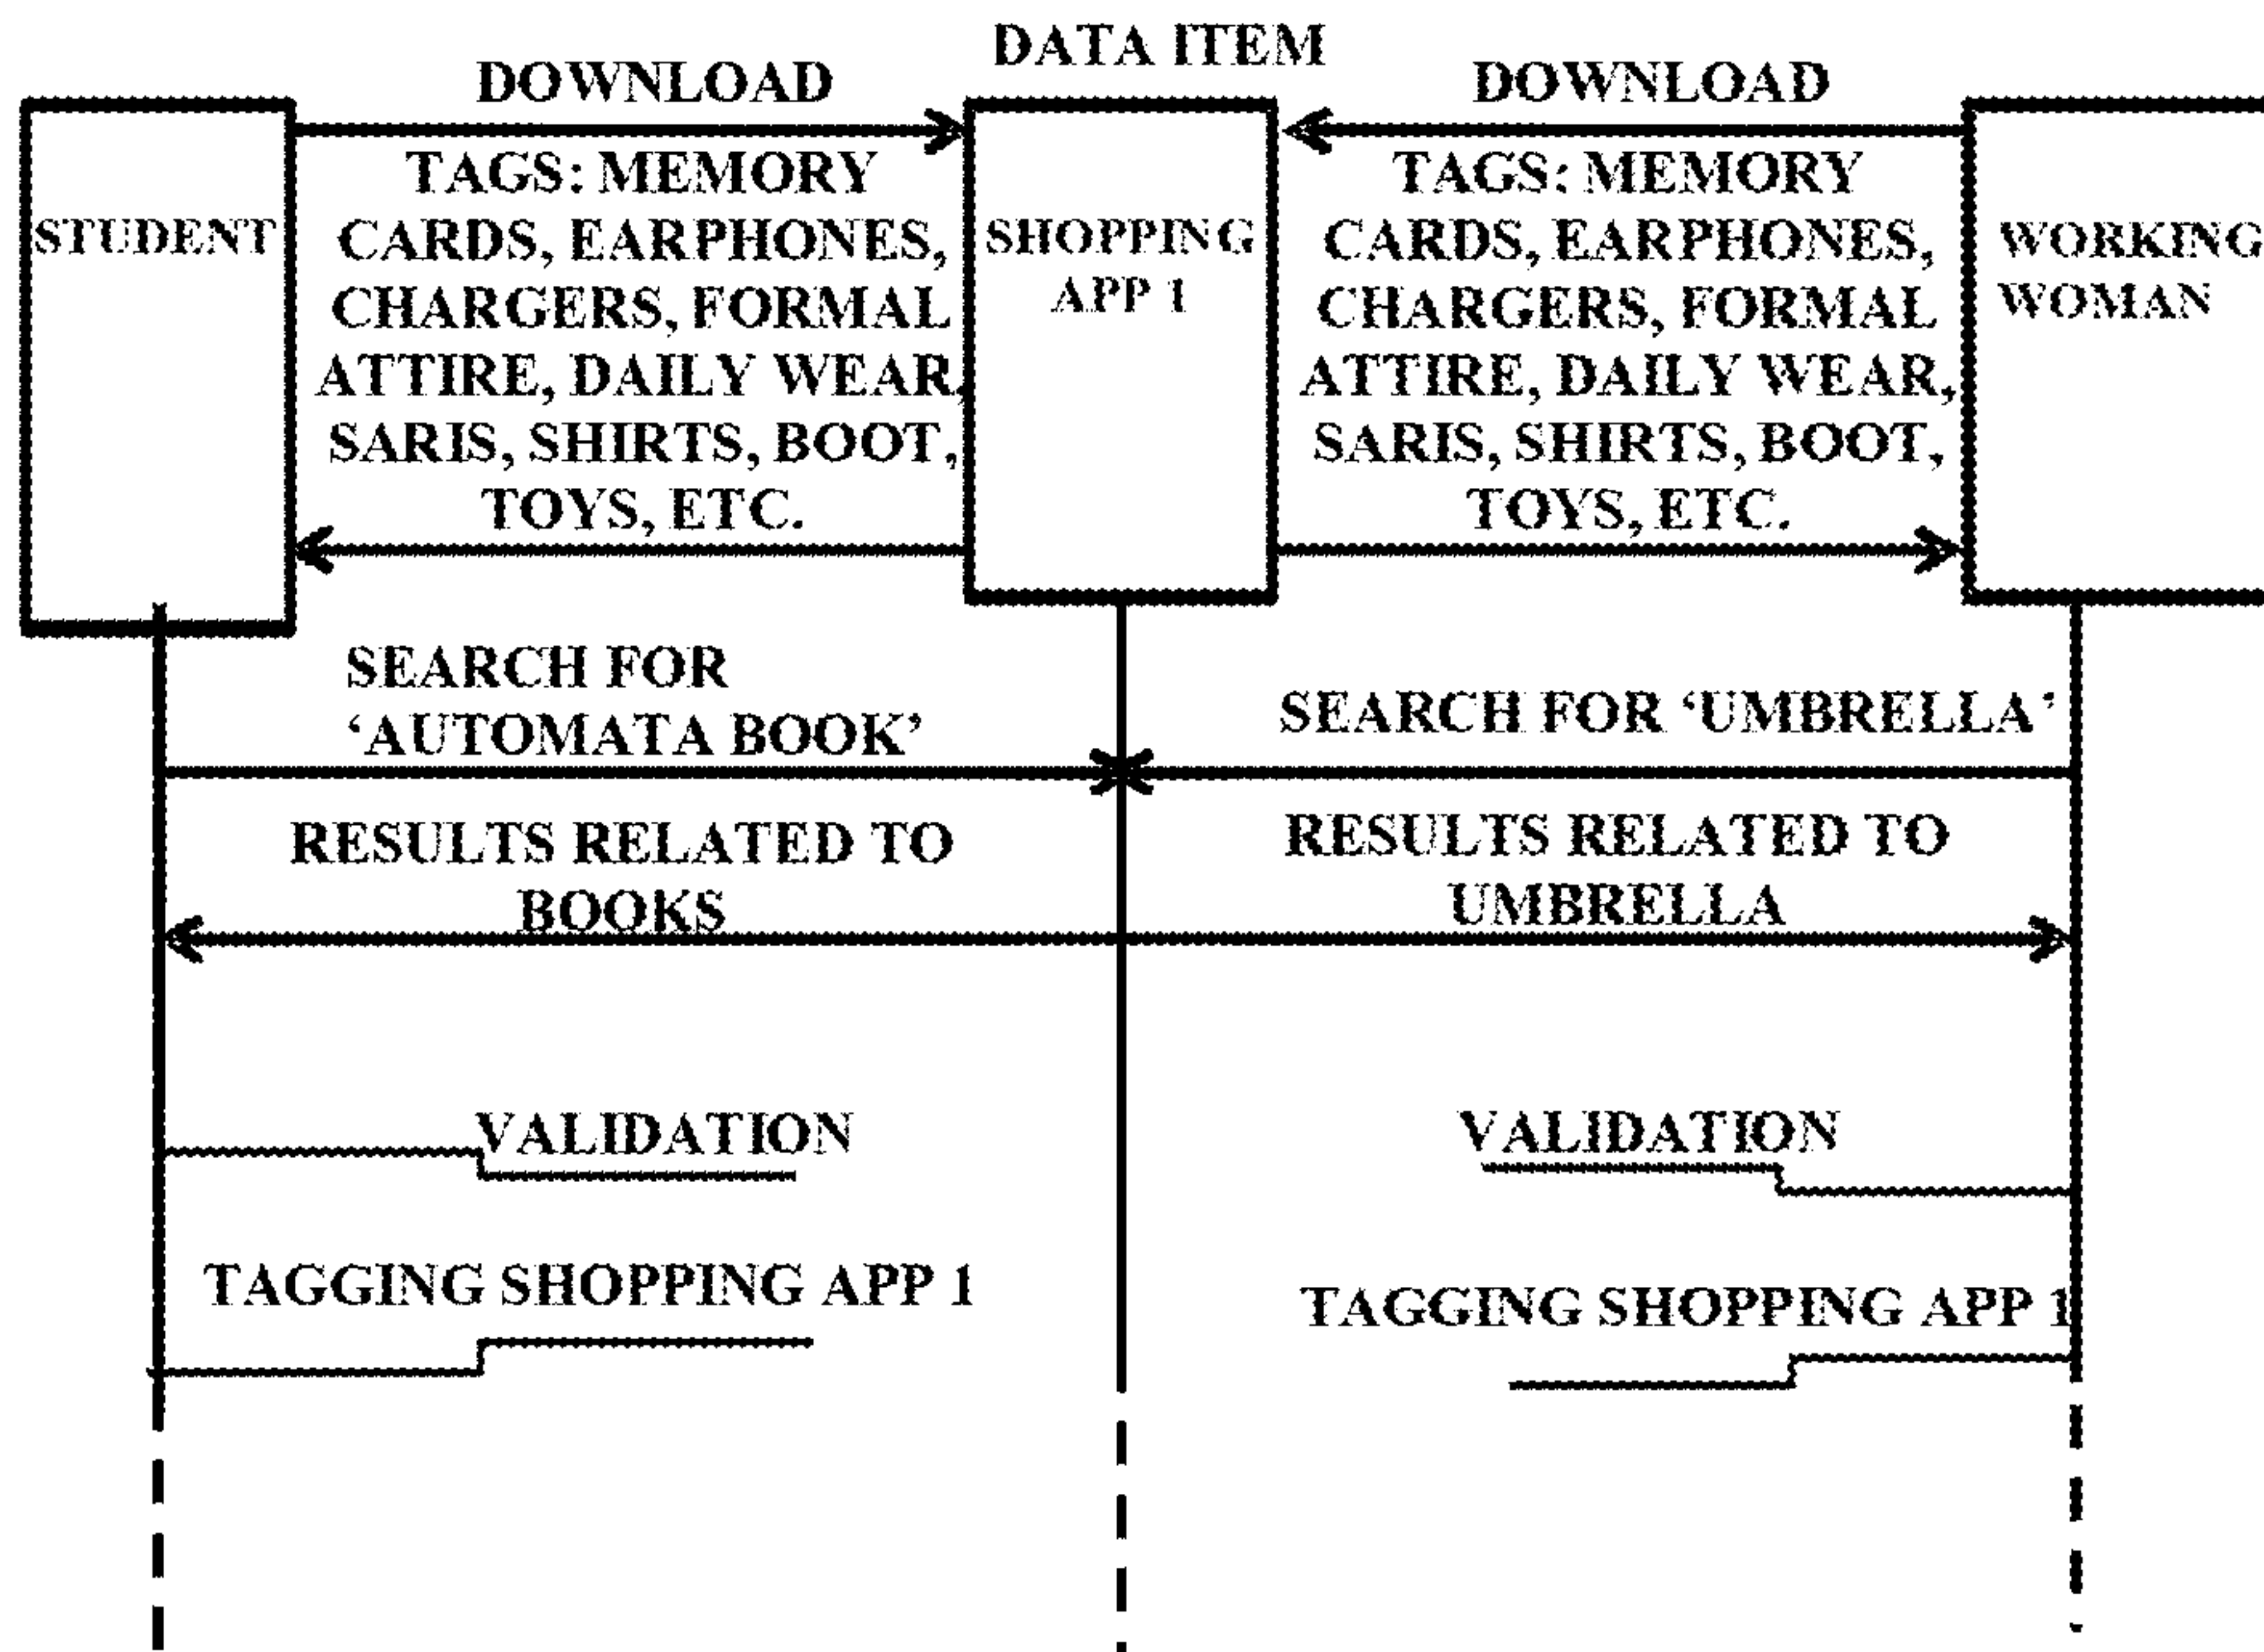 DATA ITEM
DOWNLOAD
DOWNLOAD
STUDENT
TAGS: MEMORY
CARDS, EARPHONES,
CHARGERS, FORMAL
ATTIRE, DAILY WEAR,
SARIS, SHIRTS, BOOT,
TOYS, ETC.
SHOPPING
APP 1
TAGS: MEMORY
CARDS, EARPHONES,
CHARGERS, FORMAL
ATTIRE, DAILY WEAR,
SARIS, SHIRTS, BOOT,
TOYS, ETC.
WORKING
WOMAN
SEARCH FOR
‘AUTOMATA BOOK’
SEARCH FOR ‘UMBRELLA’
RESULTS RELATED TO
BOOKS
RESULTS RELATED TO
UMBRELLA
VALIDATION
VALIDATION
TAGGING SHOPPING APP 1
TAGGING SHOPPING APP 1